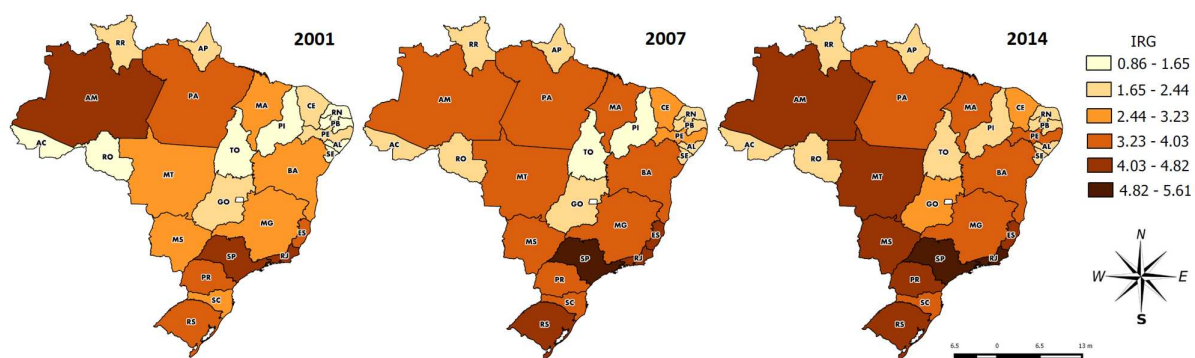 2001
RR
AP
AM
PA
MA
CE
RN
PB
PE
AL
SE
PI
AC
RO
TO
MT
BA
GO
MG
ES
MS
SP
RJ
PR
SC
RS
2007
RR
AP
AM
PA
MA
CE
RN
PB
PE
AL
SE
PI
AC
RO
TO
MT
BA
GO
MG
ES
MS
SP
RJ
PR
SC
RS
2014
RR
AP
AM
PA
MA
CE
RN
PB
PE
AL
SE
PI
AC
RO
TO
MT
BA
GO
MG
ES
MS
SP
RJ
PR
SC
RS
IRG
0.86 - 1.65
1.65 - 2.44
2.44 - 3.23
3.23 - 4.03
4.03 - 4.82
4.82 - 5.61
N
W E
S
6.5 0 6.5 13 m